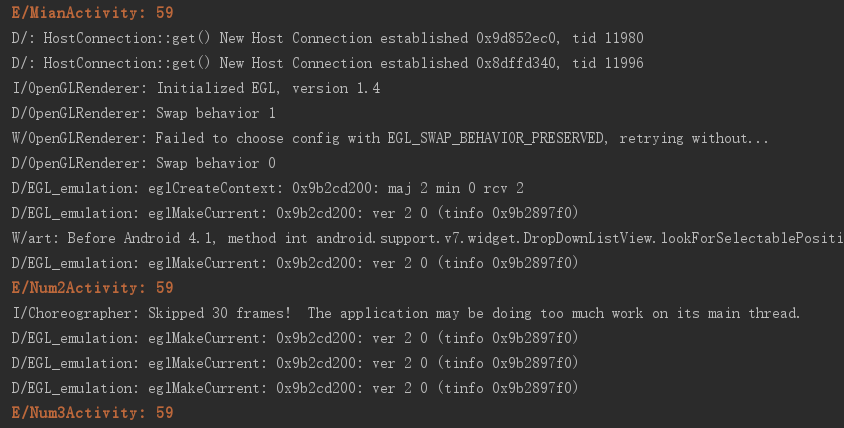 E/MianActivity: 59
D/: HostConnection::get() New Host Connection established 0x9d852ec0, tid 11980
D/: HostConnection::get() New Host Connection established 0x8dffd340, tid 11996
I/OpenGLRenderer: Initialized EGL, version 1.4
D/OpenGLRenderer: Swap behavior 1
W/OpenGLRenderer: Failed to choose config with EGL_SWAP_BEHAVIOR_PRESERVED, retrying without...
D/OpenGLRenderer: Swap behavior 0
D/EGL_emulation: eglCreateContext: 0x9b2cd200: maj 2 min 0 rcv 2
D/EGL_emulation: eglMakeCurrent: 0x9b2cd200: ver 2 0 (tinfo 0x9b2897f0)
W/art: Before Android 4.1, method int android.support.v7.widget.DropDownListView.lookForSelectablePositi
D/EGL_emulation: eglMakeCurrent: 0x9b2cd200: ver 2 0 (tinfo 0x9b2897f0)
E/Num2Activity: 59
I/Choreographer: Skipped 30 frames!  The application may be doing too much work on its main thread.
D/EGL_emulation: eglMakeCurrent: 0x9b2cd200: ver 2 0 (tinfo 0x9b2897f0)
D/EGL_emulation: eglMakeCurrent: 0x9b2cd200: ver 2 0 (tinfo 0x9b2897f0)
D/EGL_emulation: eglMakeCurrent: 0x9b2cd200: ver 2 0 (tinfo 0x9b2897f0)
E/Num3Activity: 59